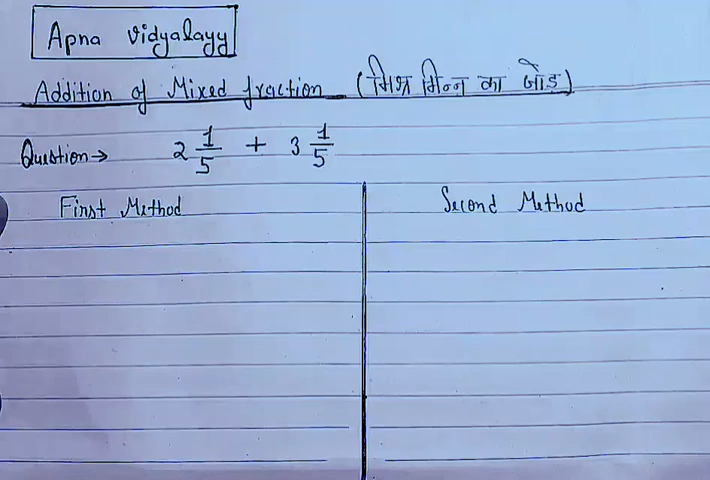 Apna Vidyalayy
Addition of Mixed fraction (मिश्र भिन्न का जोड)
Question → 2 1/5 + 3 1/5
First Method
Second Method